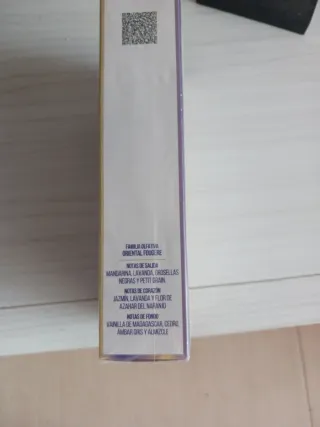 FAMILIA OLFATIVA
ORIENTAL FOUGERE
NOTAS DE SALIDA
MANDARINA, LAVANDA, GROSELLAS
NEGRAS Y PETIT GRAIN
NOTAS DE CORAZÓN
JAZMÍN, LAVANDA Y FLOR DE
AZAHAR DEL NARANJO
NOTAS DE FONDO
VAINILLA DE MADAGASCAR, CEDRO,
ÁMBAR GRIS Y ALMIZCLE